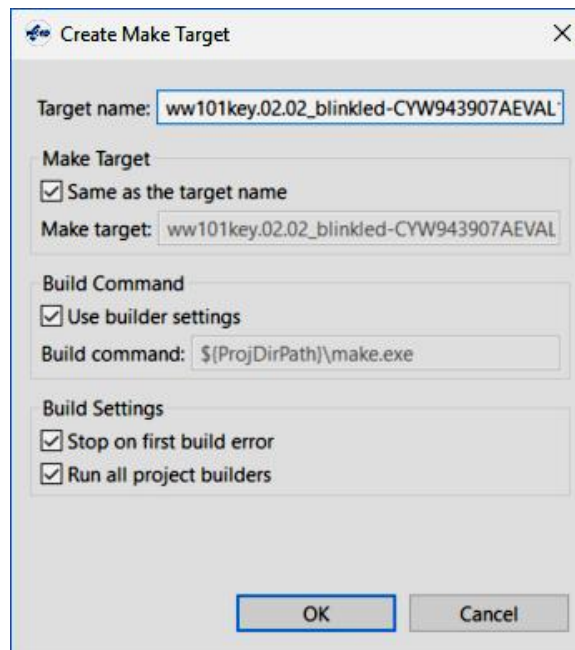 Create Make Target
Target name: ww101key.02.02_blinkled-CYW943907AEVAL
Make Target
Same as the target name
Make target: ww101key.02.02_blinkled-CYW943907AEVAL
Build Command
Use builder settings
Build command: ${ProjDirPath}\make.exe
Build Settings
Stop on first build error
Run all project builders
OK Cancel